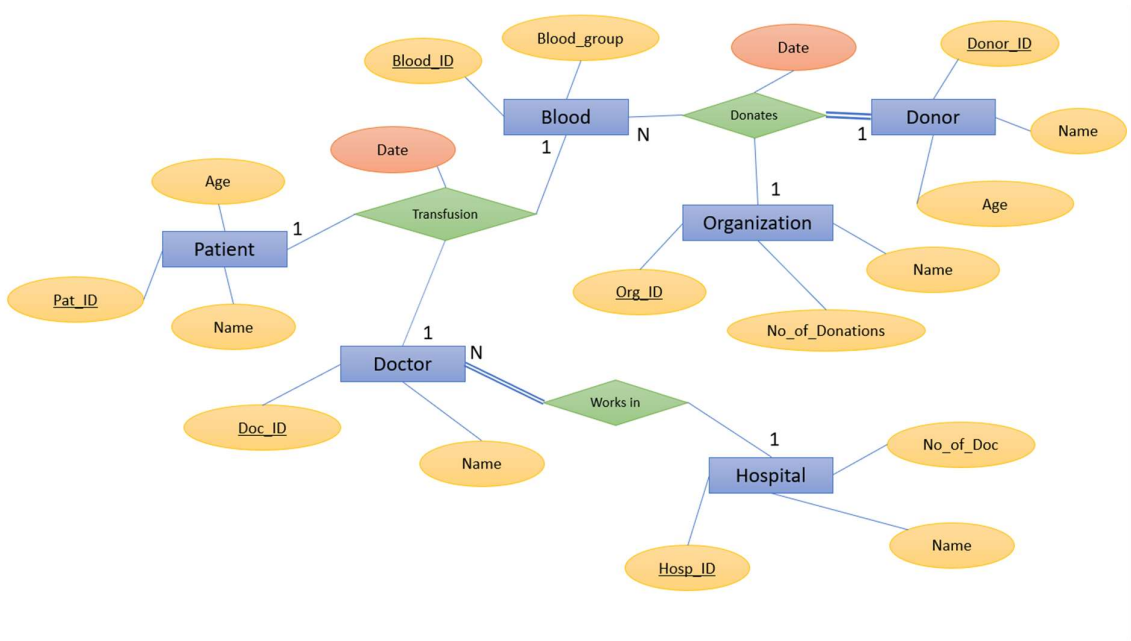 Blood_group
Date
Donor_ID
Blood_ID
Blood
Donates
Donor
N
1
Name
1
Date
Age
1
Age
Transfusion
1
Organization
Patient
Name
Pat_ID
Org_ID
Name
No_of_Donations
1
N
Doctor
Works in
Doc_ID
1
No_of_Doc
Name
Hospital
Name
Hosp_ID